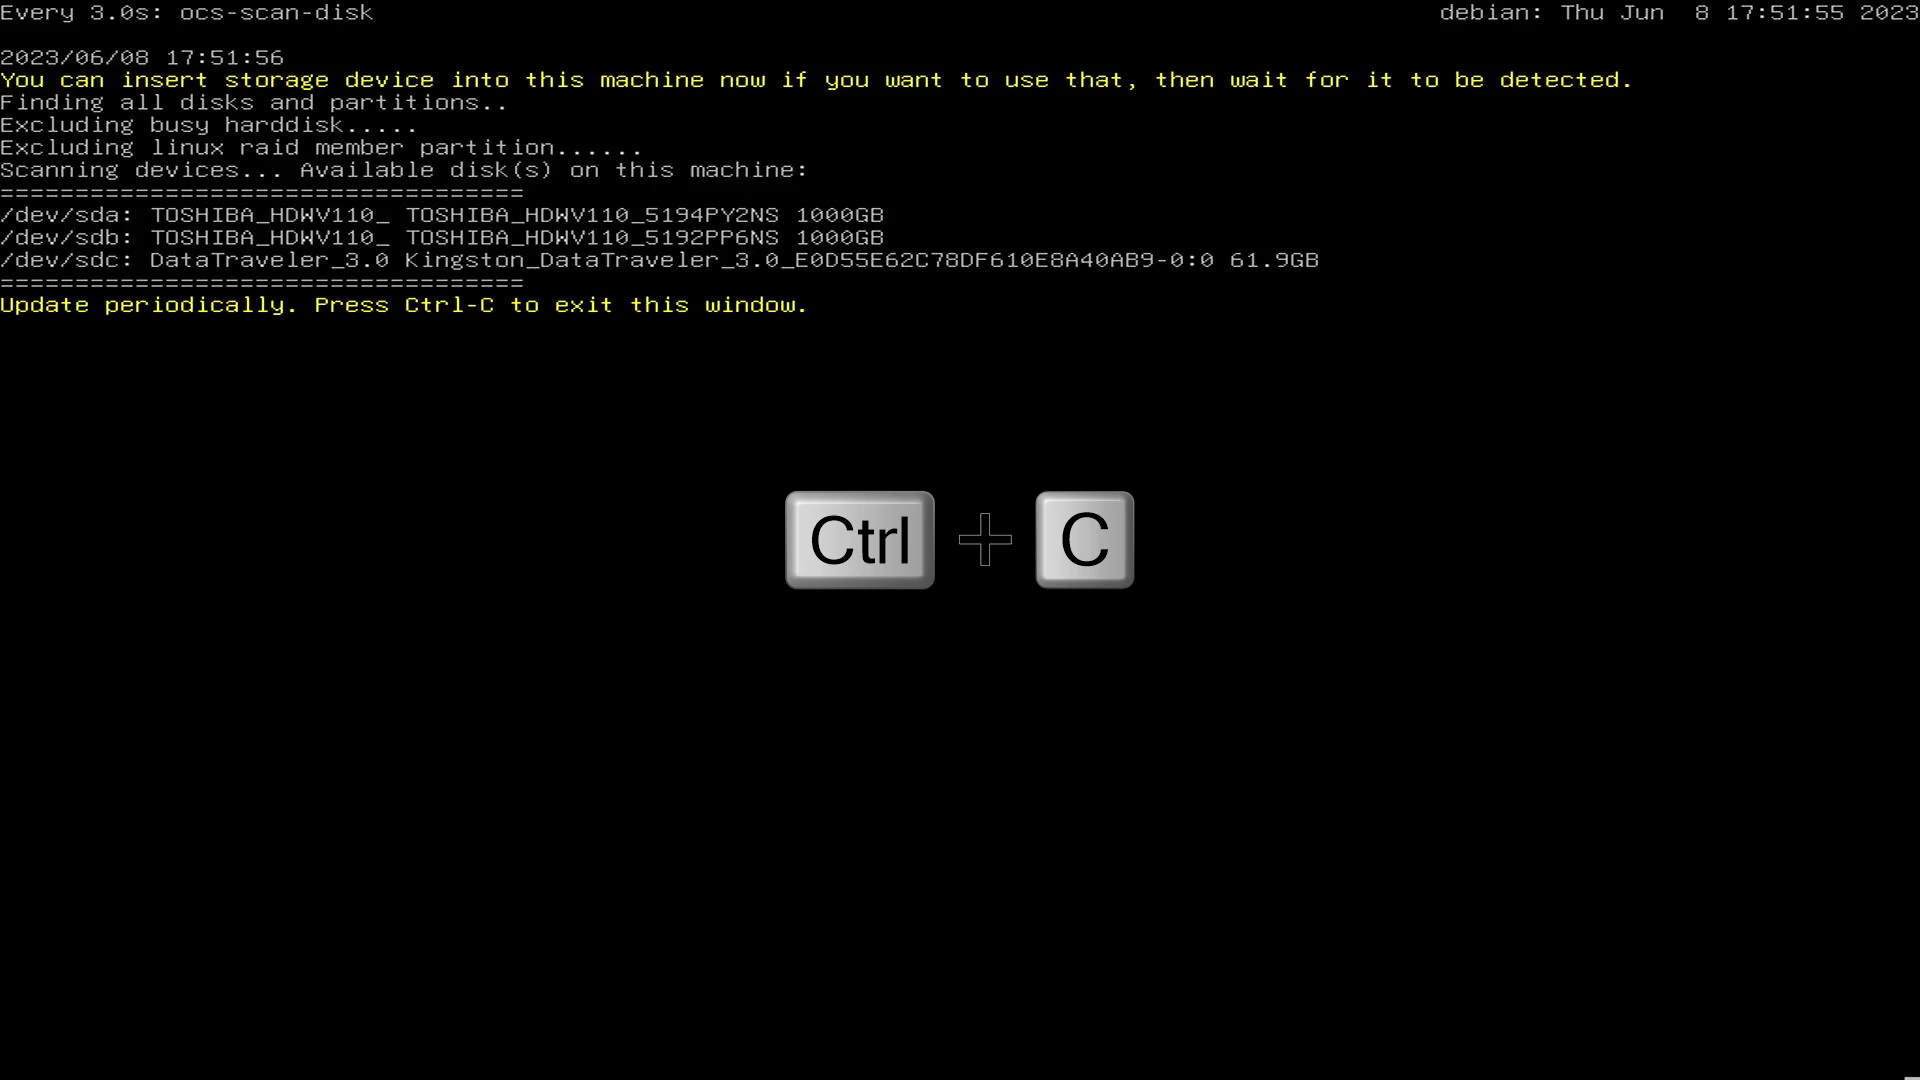 Every 3.0s: ocs-scan-disk debian: Thu Jun  8 17:51:55 2023
2023/06/08 17:51:56
You can insert storage device into this machine now if you want to use that, then wait for it to be detected.
Finding all disks and partitions..
Excluding busy harddisk.....
Excluding linux raid member partition......
Scanning devices... Available disk(s) on this machine:
===================================
/dev/sda: TOSHIBA_HDWV110_ TOSHIBA_HDWV110_5194PY2NS 1000GB
/dev/sdb: TOSHIBA_HDWV110_ TOSHIBA_HDWV110_5192PP6NS 1000GB
/dev/sdc: DataTraveler_3.0 Kingston_DataTraveler_3.0_E0D55E62C78DF610E8A40AB9-0:0 61.9GB
===================================
Update periodically. Press Ctrl-C to exit this window.
Ctrl + C